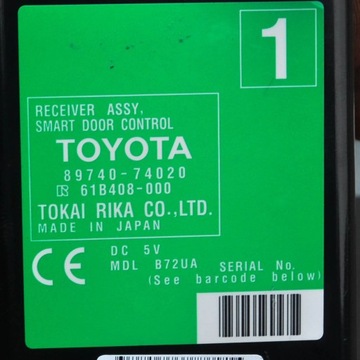 1
RECEIVER ASSY,
SMART DOOR CONTROL
TOYOTA
89740-74020
61B408-000
TOKAI RIKA CO.,LTD.
MADE IN JAPAN
CE
DC 5V
MDL B72UA SERIAL No.
(See barcode below)